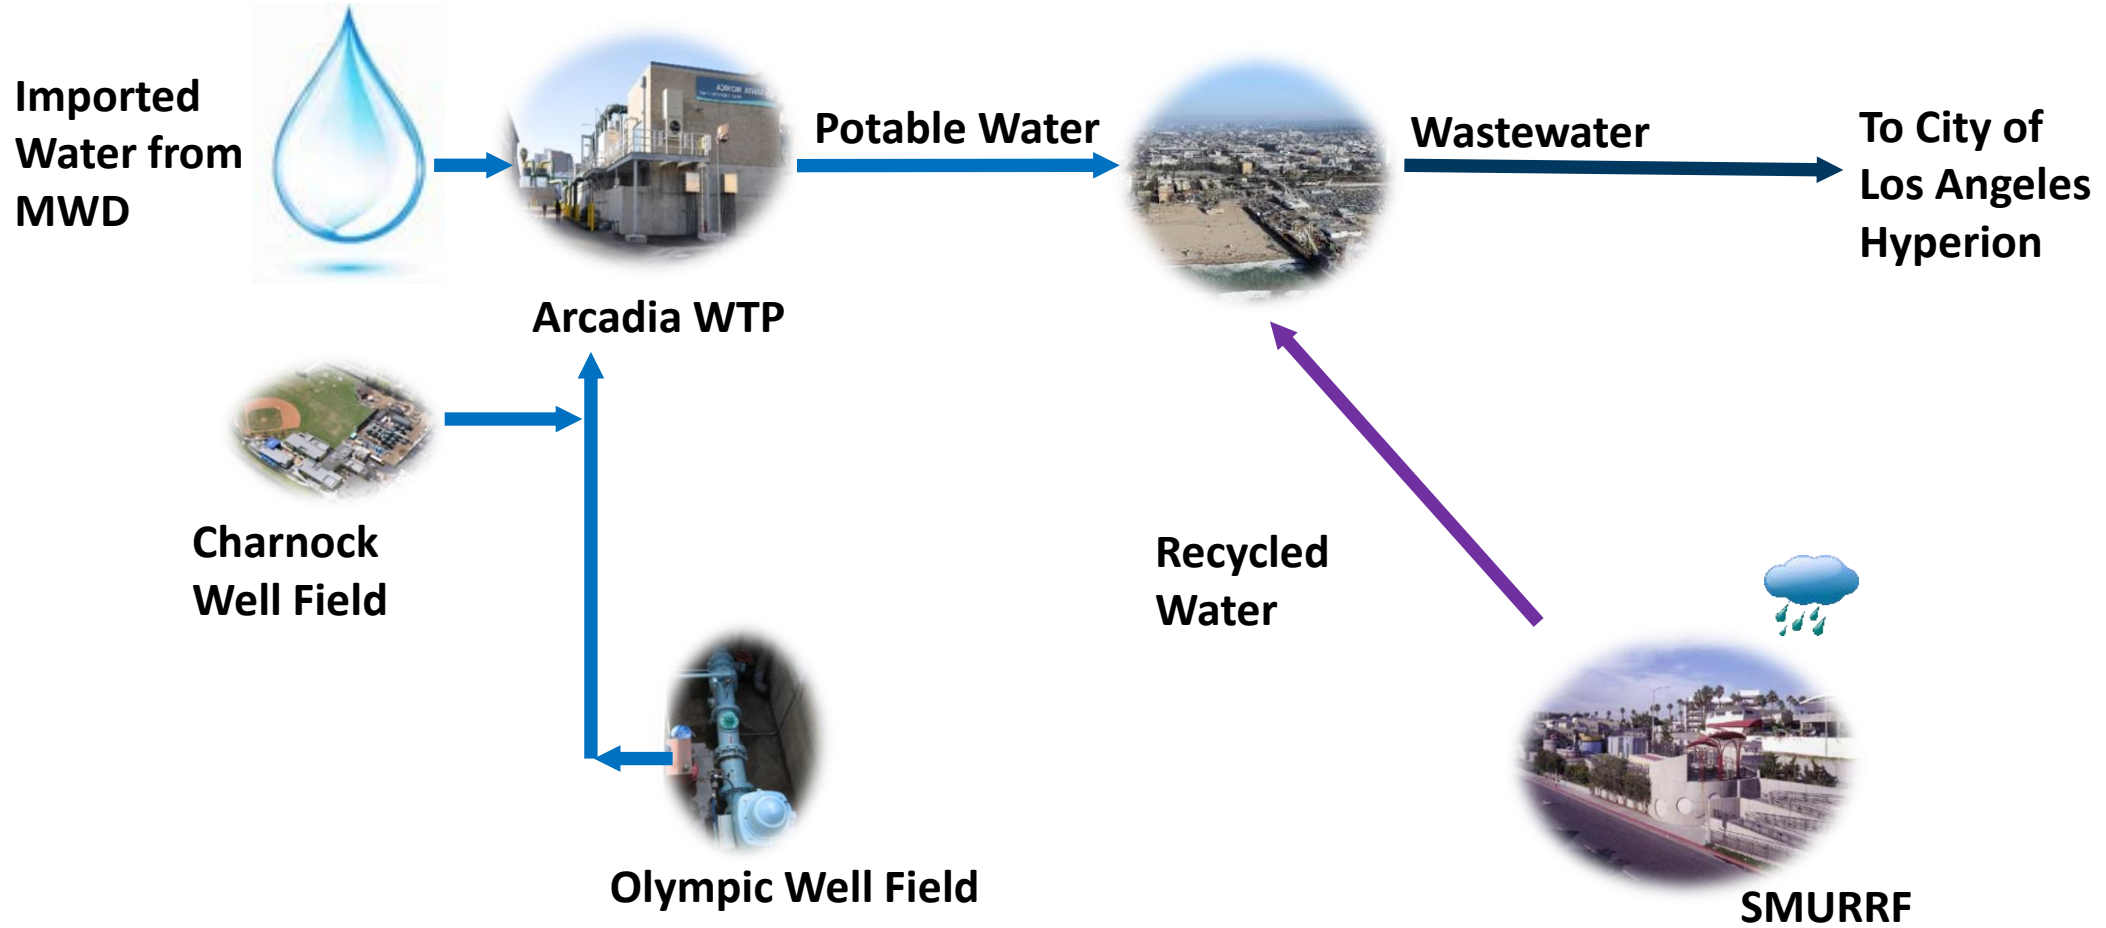 Imported
Water from
MWD
Potable Water
Wastewater
To City of
Los Angeles
Hyperion
Arcadia WTP
Charnock
Well Field
Recycled
Water
Olympic Well Field
SMURRF